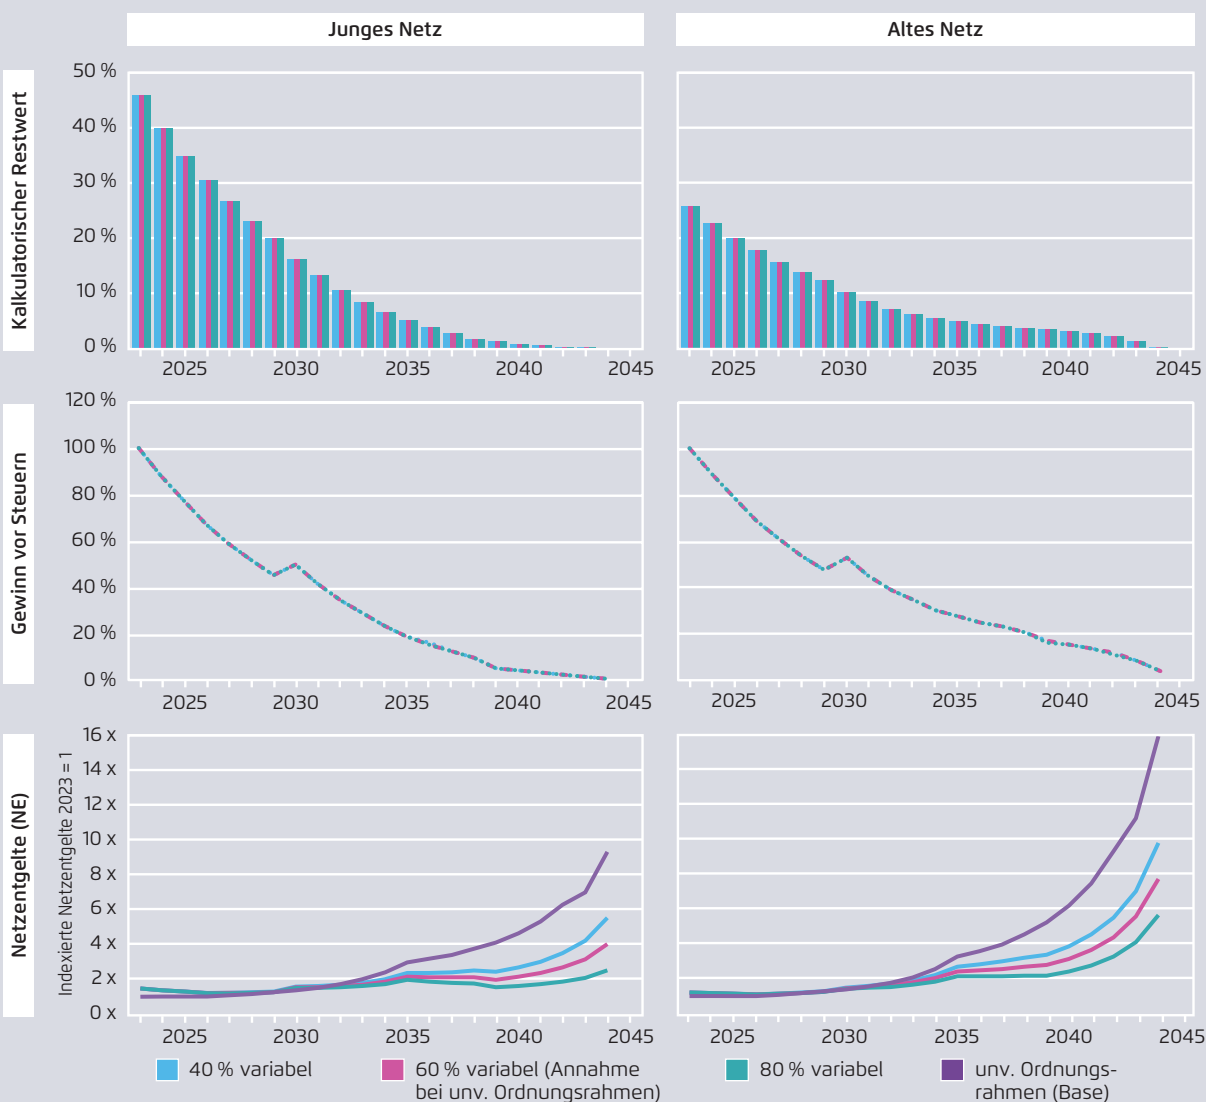 Junges Netz
Altes Netz
Kalkulatorischer Restwert
50 %
40 %
30 %
20 %
10 %
0 %
2025 2030 2035 2040 2045
2025 2030 2035 2040 2045
Gewinn vor Steuern
120 %
100 %
80 %
60 %
40 %
20 %
0 %
2025 2030 2035 2040 2045
2025 2030 2035 2040 2045
Netzentgelte (NE)
Indexierte Netzentgelte 2023 = 1
16 x
14 x
12 x
10 x
8 x
6 x
4 x
2 x
0 x
2025 2030 2035 2040 2045
2025 2030 2035 2040 2045
40 % variabel
60 % variabel (Annahme
bei unv. Ordnungsrahmen)
80 % variabel
unv. Ordnungs-
rahmen (Base)